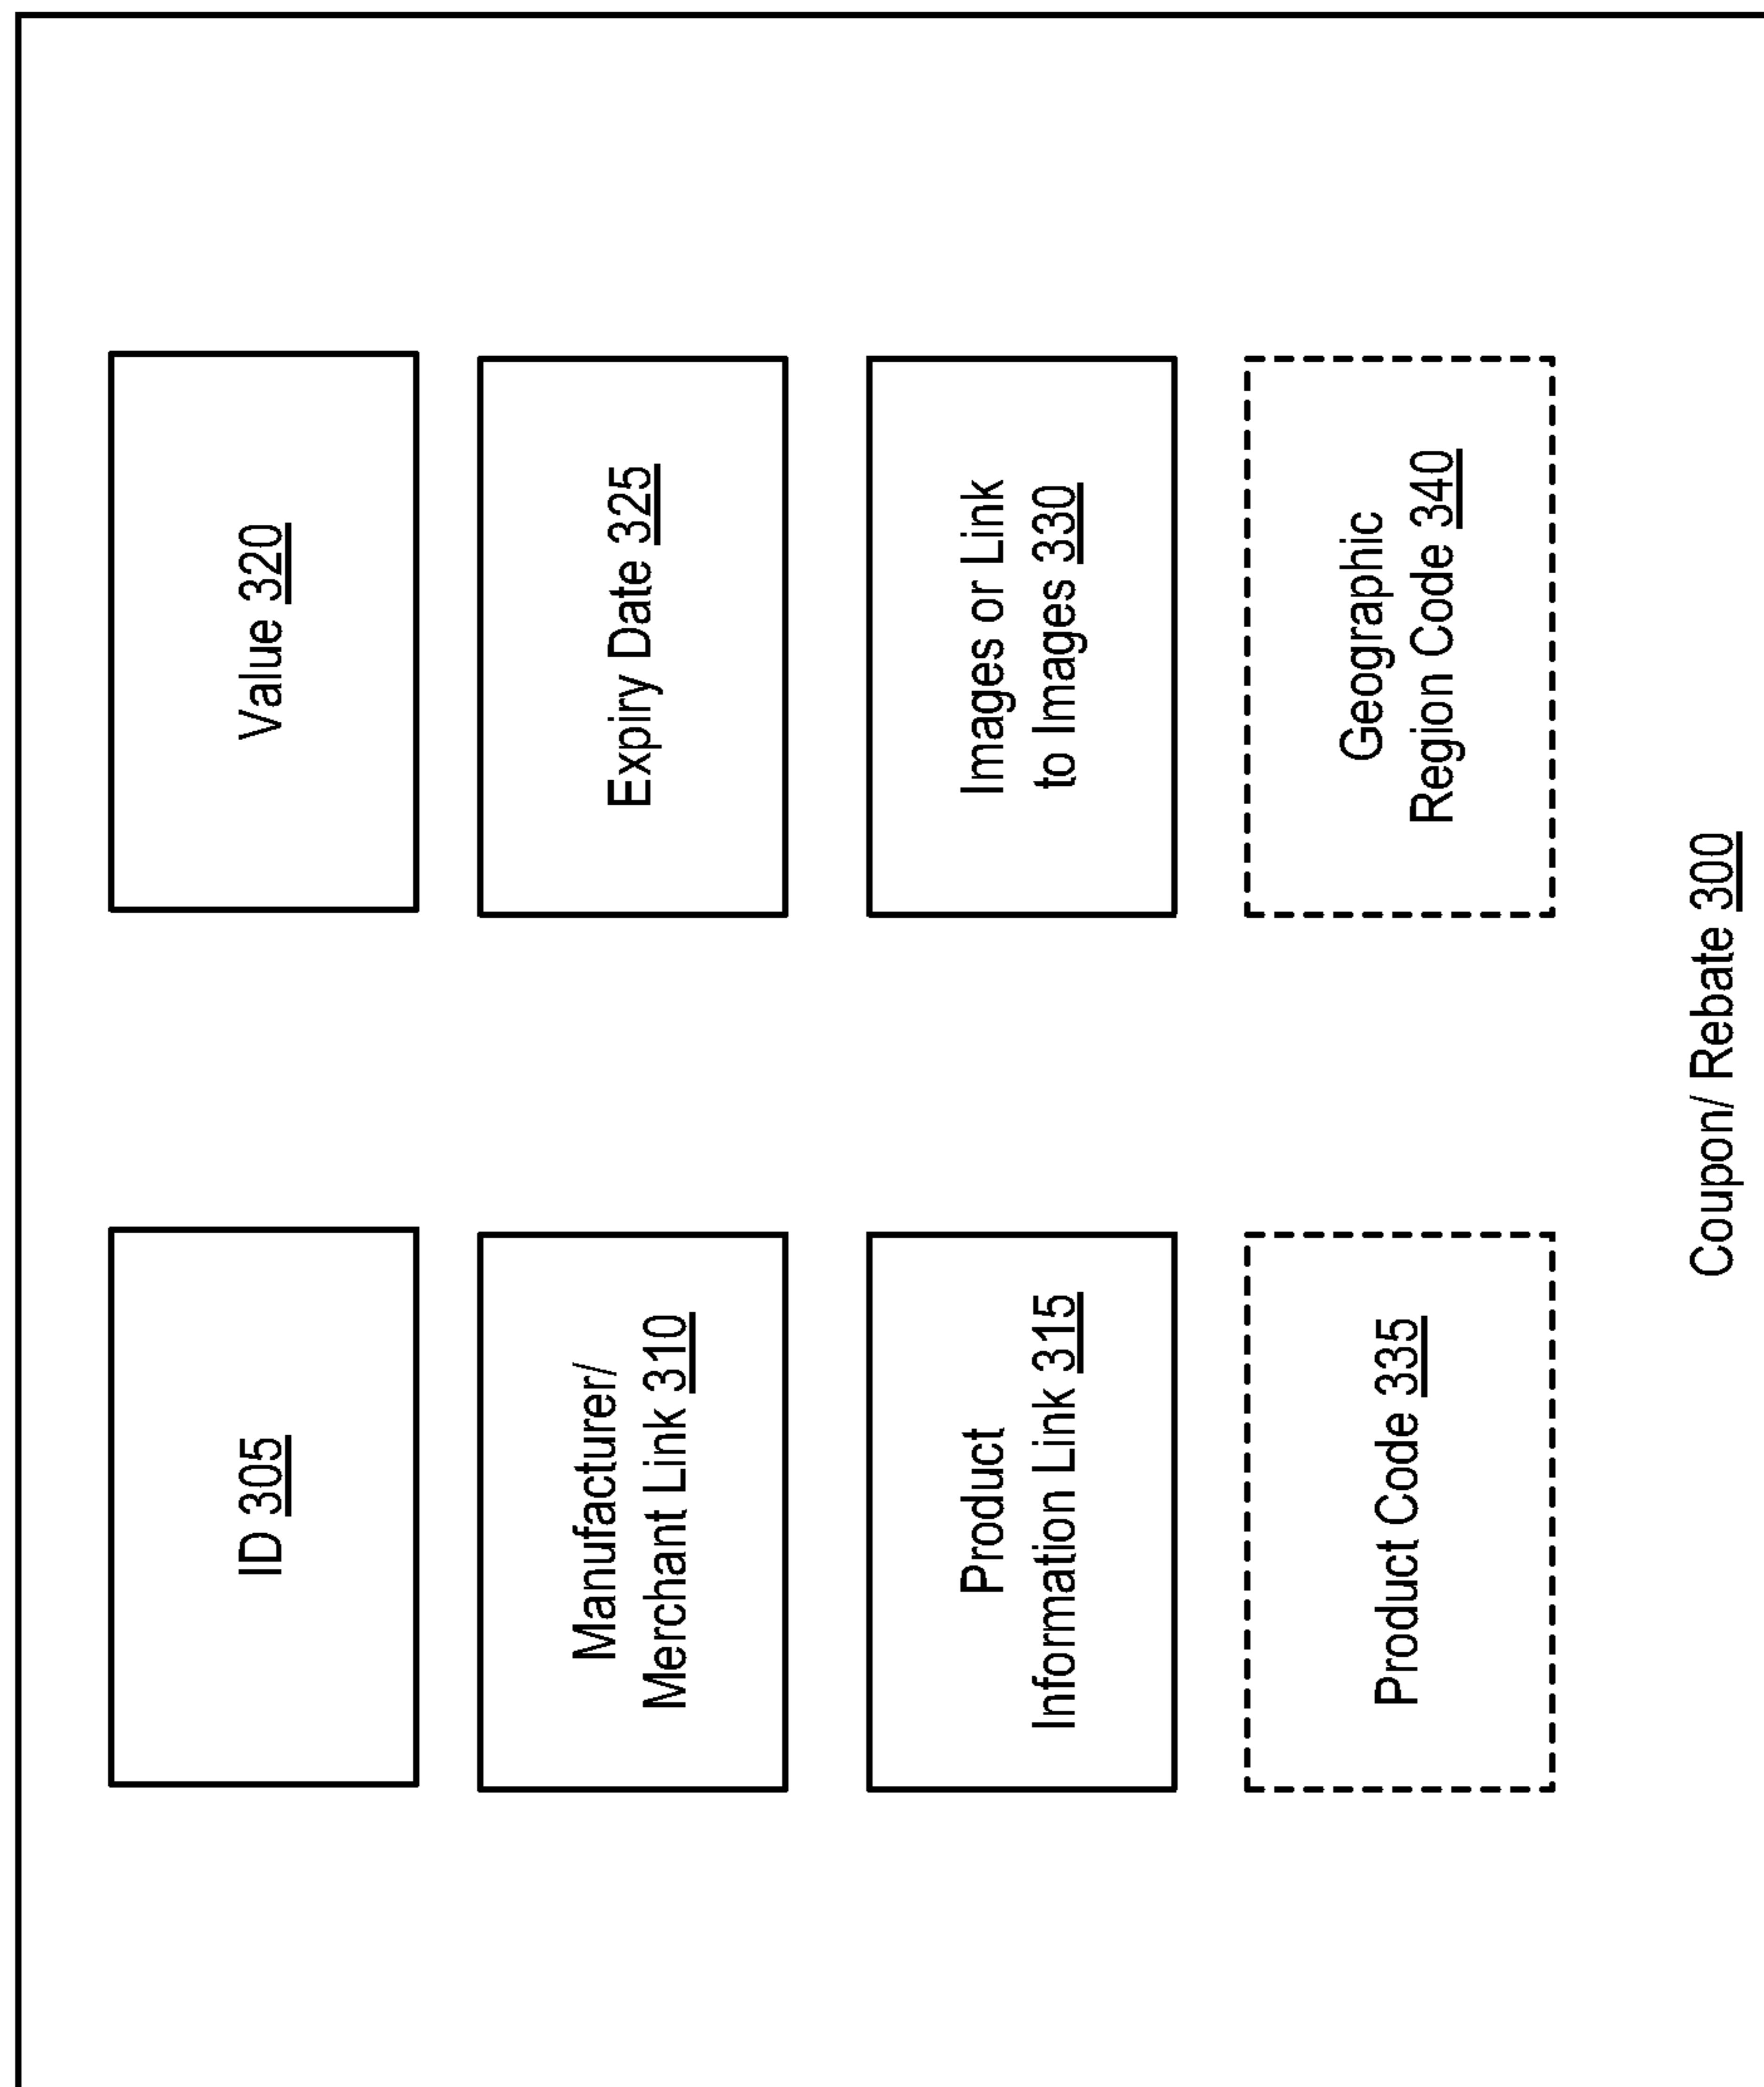 ID 305
Value 320
Manufacturer/
Merchant Link 310
Expiry Date 325
Product
Information Link 315
Images or Link
to Images 330
Product Code 335
Geographic
Region Code 340
Coupon/ Rebate 300